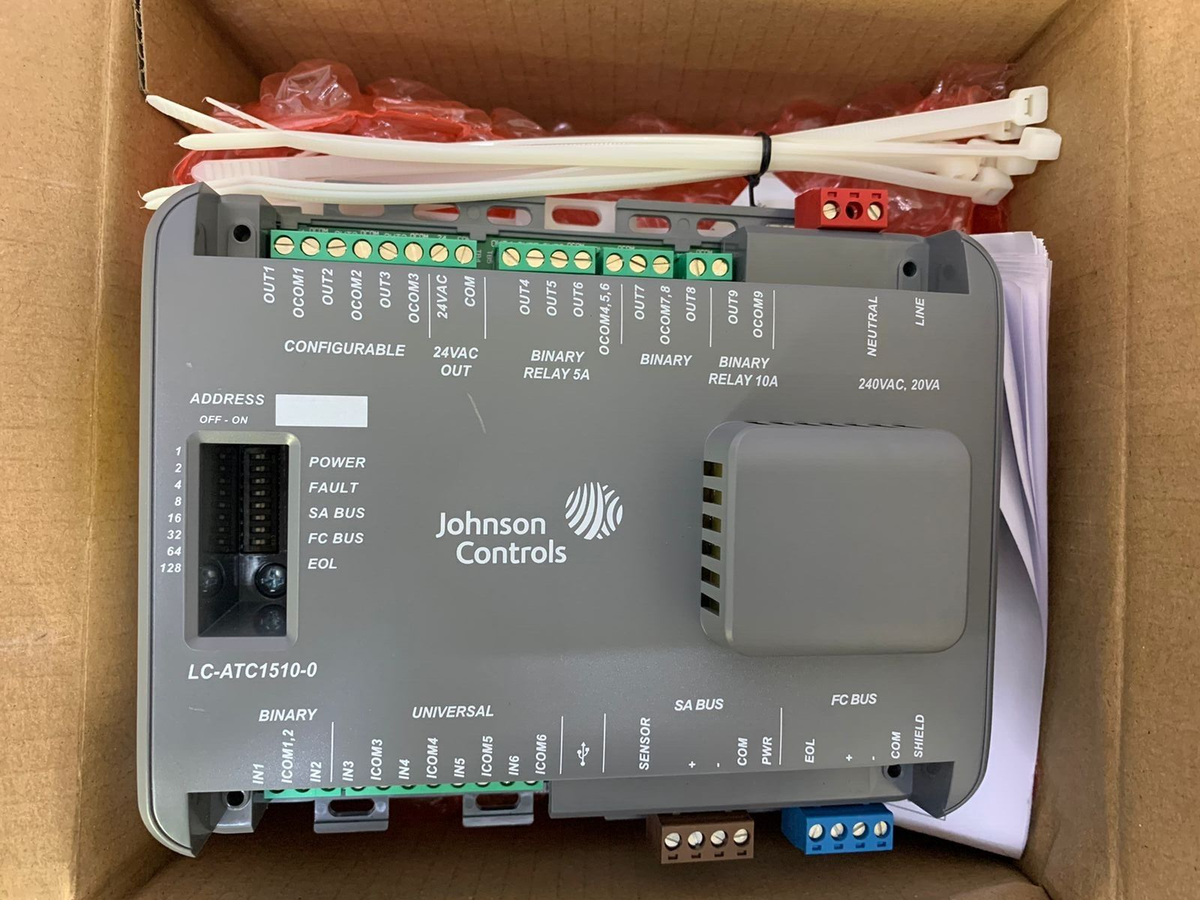 OUT1
OCOM1
OUT2
OCOM2
OUT3
OCOM3
24VAC
COM
OUT4
OUT5
OUT6
OCOM4,5,6
OUT7
OCOM7,8
OUT8
OUT9
OCOM9
NEUTRAL
LINE
CONFIGURABLE
24VAC
OUT
BINARY
RELAY 5A
BINARY
BINARY
RELAY 10A
240VAC, 20VA
ADDRESS
OFF - ON
1
2
4
8
16
32
64
128
POWER
FAULT
SA BUS
FC BUS
EOL
Johnson
Controls
LC-ATC1510-0
BINARY
UNIVERSAL
SA BUS
FC BUS
IN1
ICOM1,2
IN2
IN3
ICOM3
IN4
ICOM4
IN5
ICOM5
IN6
ICOM6
SENSOR
+
-
COM
PWR
EOL
+
-
COM
SHIELD